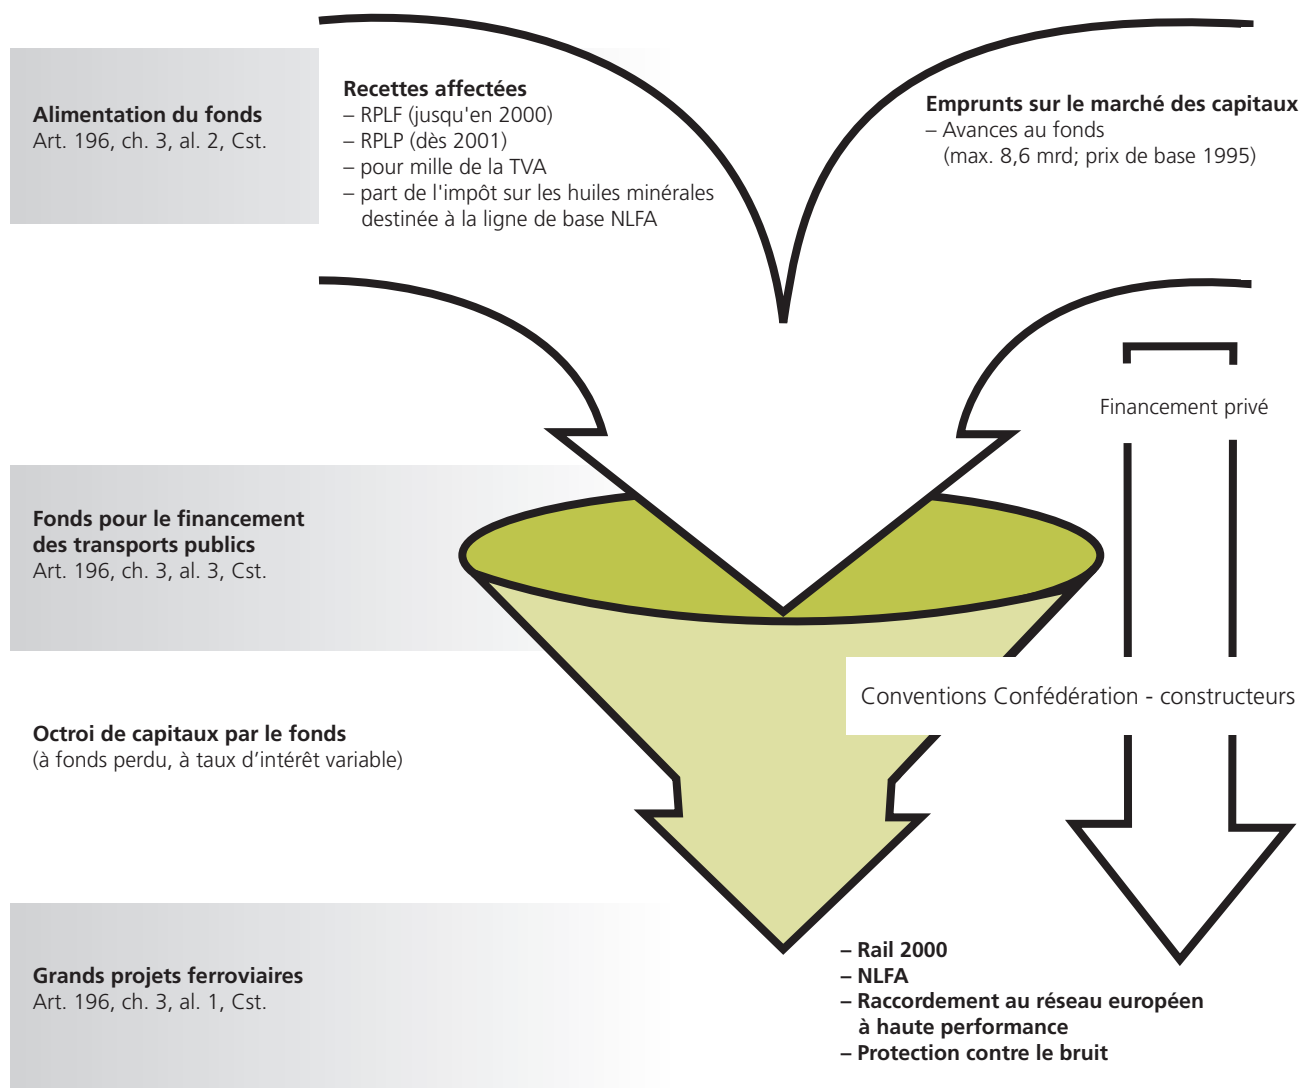 Alimentation du fonds
Art. 196, ch. 3, al. 2, Cst.
Recettes affectées
– RPLF (jusqu'en 2000)
– RPLP (dès 2001)
– pour mille de la TVA
– part de l'impôt sur les huiles minérales
destinée à la ligne de base NLFA
Emprunts sur le marché des capitaux
– Avances au fonds
(max. 8,6 mrd; prix de base 1995)
Financement privé
Fonds pour le financement
des transports publics
Art. 196, ch. 3, al. 3, Cst.
Conventions Confédération - constructeurs
Octroi de capitaux par le fonds
(à fonds perdu, à taux d’intérêt variable)
Grands projets ferroviaires
Art. 196, ch. 3, al. 1, Cst.
– Rail 2000
– NLFA
– Raccordement au réseau européen
à haute performance
– Protection contre le bruit